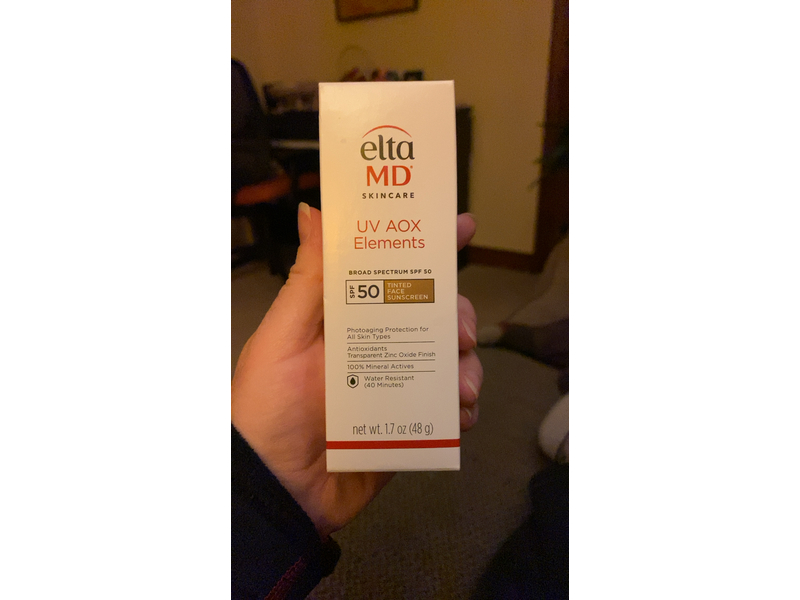 elta
MD
SKINCARE
UV AOX
Elements
BROAD SPECTRUM SPF 50
SPF 50 TINTED
FACE
SUNSCREEN
Photoaging Protection for
All Skin Types
Antioxidants
Transparent Zinc Oxide Finish
100% Mineral Actives
Water Resistant
(40 Minutes)
net wt. 1.7 oz (48 g)